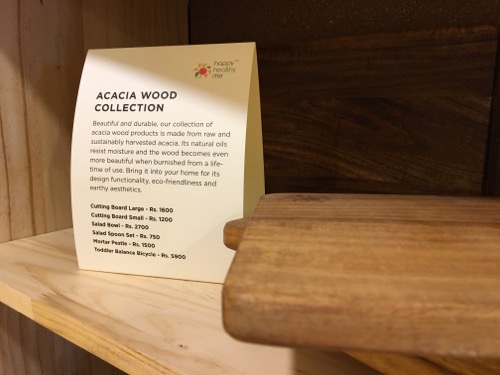 happy
healthy
me
ACACIA WOOD
COLLECTION
Beautiful and durable, our collection of
acacia wood products is made from raw and
sustainably harvested acacia. Its natural oils
resist moisture and the wood becomes even
more beautiful when burnished from a life-
time of use. Bring it into your home for its
design functionality, eco-friendliness and
earthy aesthetics.
Cutting Board Large - Rs. 1600
Cutting Board Small - Rs. 1200
Salad Bowl - Rs. 2700
Salad Spoon Set - Rs. 750
Mortar Pestle - Rs. 1500
Toddler Balance Bicycle - Rs. 5900